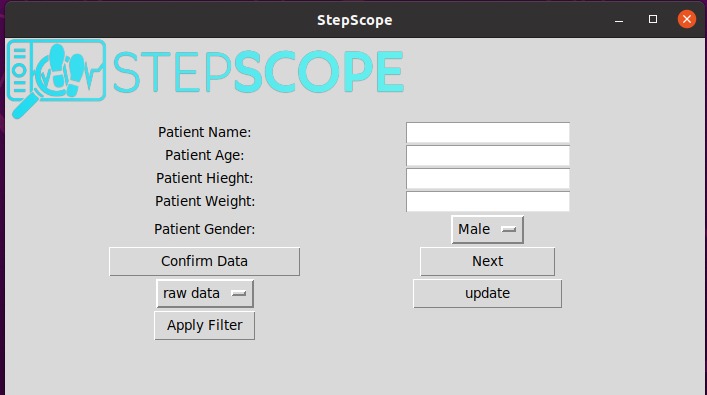 StepScope
STEPSCOPE
Patient Name:
Patient Age:
Patient Hieght:
Patient Weight:
Patient Gender: Male
Confirm Data Next
raw data update
Apply Filter